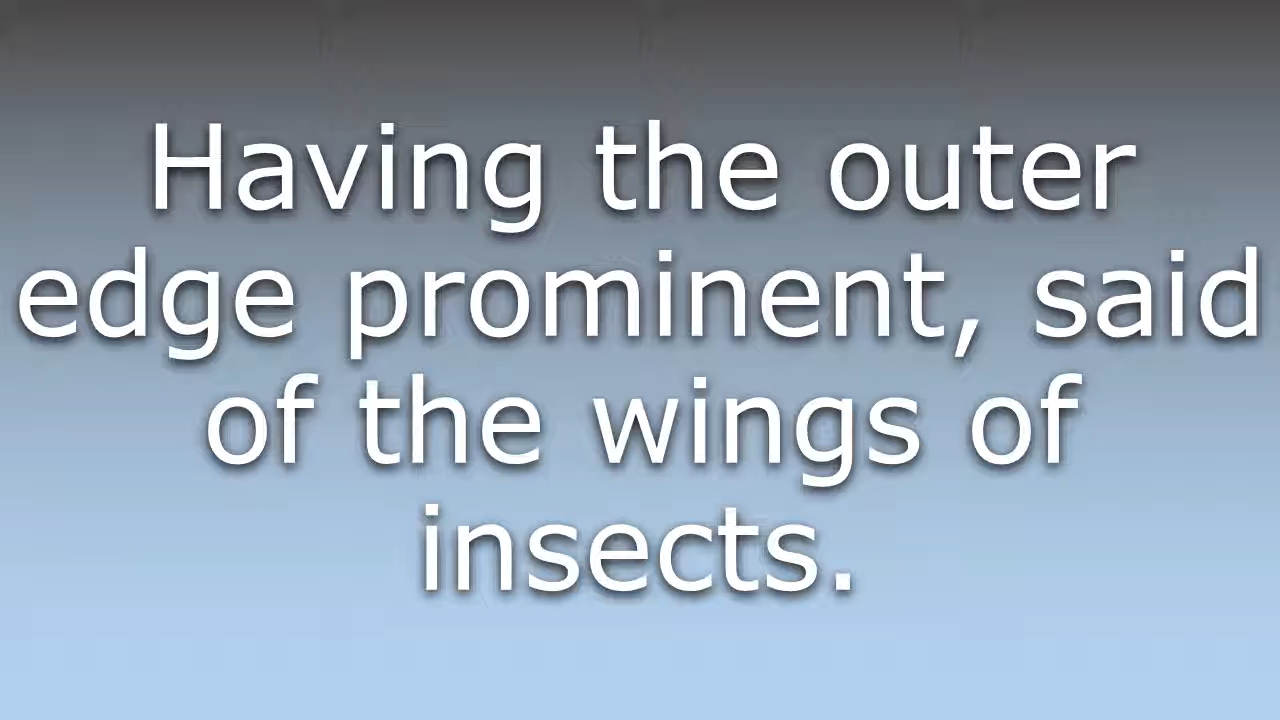 Having the outer
edge prominent, said
of the wings of
insects.